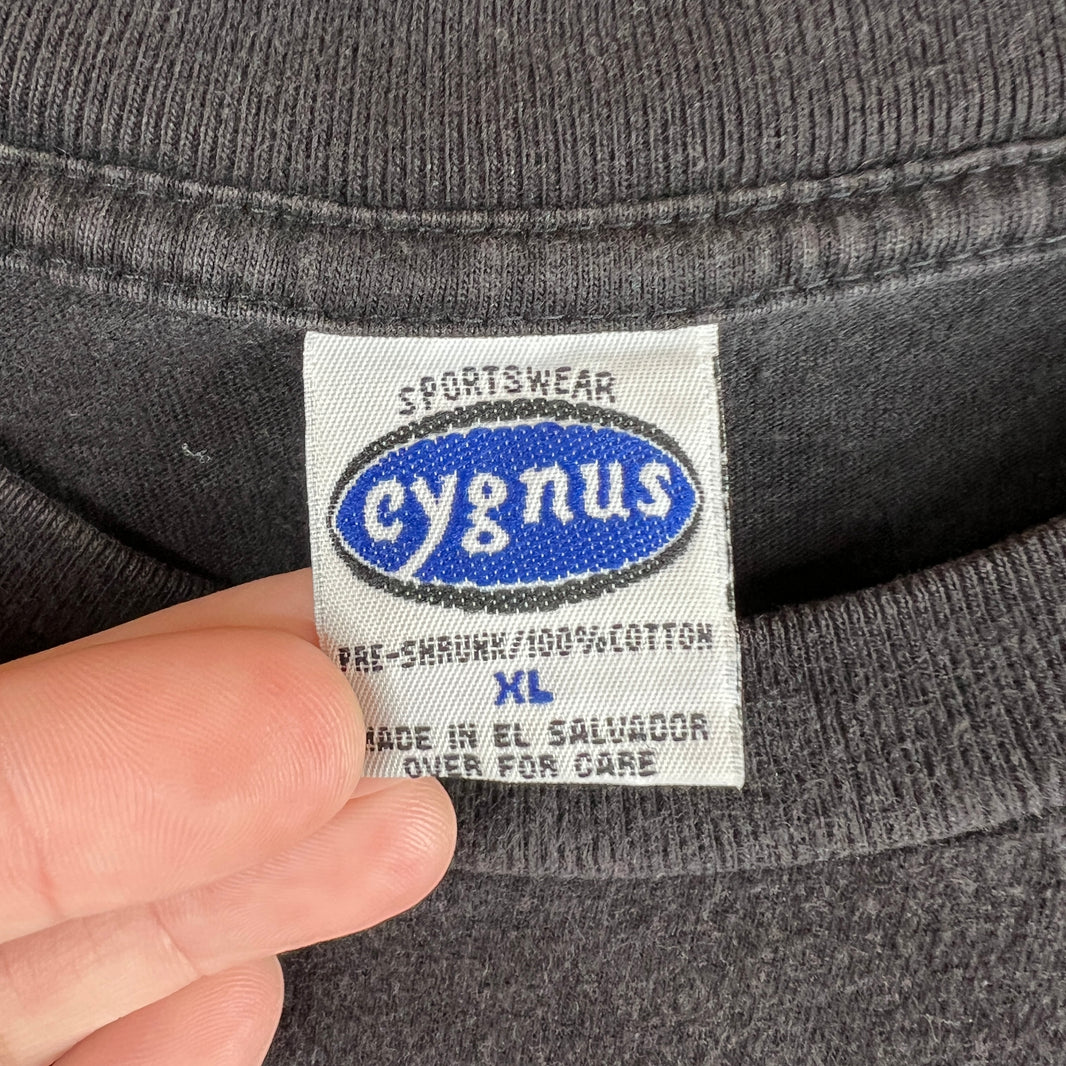 SPORTSWEAR
cygnus
PRE-SHRUNK/100%COTTON
XL
MADE IN EL SALVADOR
OVER FOR CARE